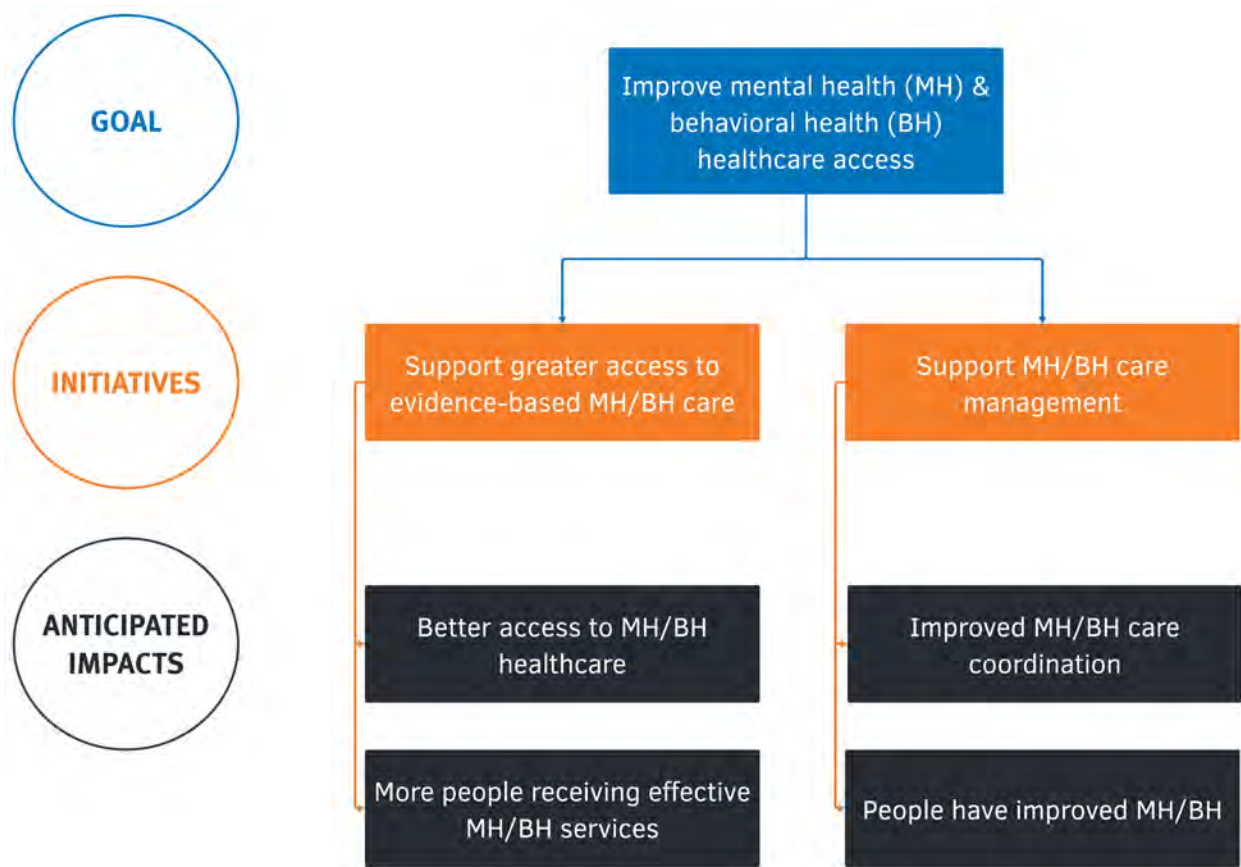 GOAL
Improve mental health (MH) &
behavioral health (BH)
healthcare access
INITIATIVES
Support greater access to
evidence-based MH/BH care
Support MH/BH care
management
ANTICIPATED
IMPACTS
Better access to MH/BH
healthcare
Improved MH/BH care
coordination
More people receiving effective
MH/BH services
People have improved MH/BH